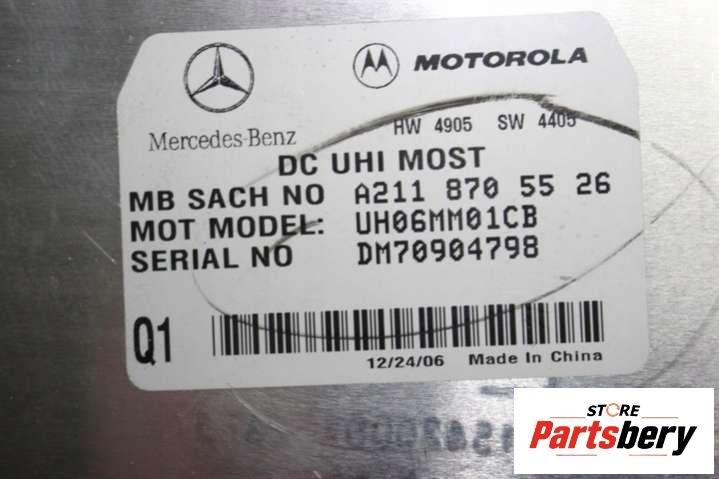 MOTOROLA
Mercedes-Benz
HW 4905 SW 4405
DC UHI MOST
MB SACH NO A211 870 55 26
MOT MODEL: UH06MM01CB
SERIAL NO DM70904798
Q1
12/24/06 Made In China
STORE
Partsbery